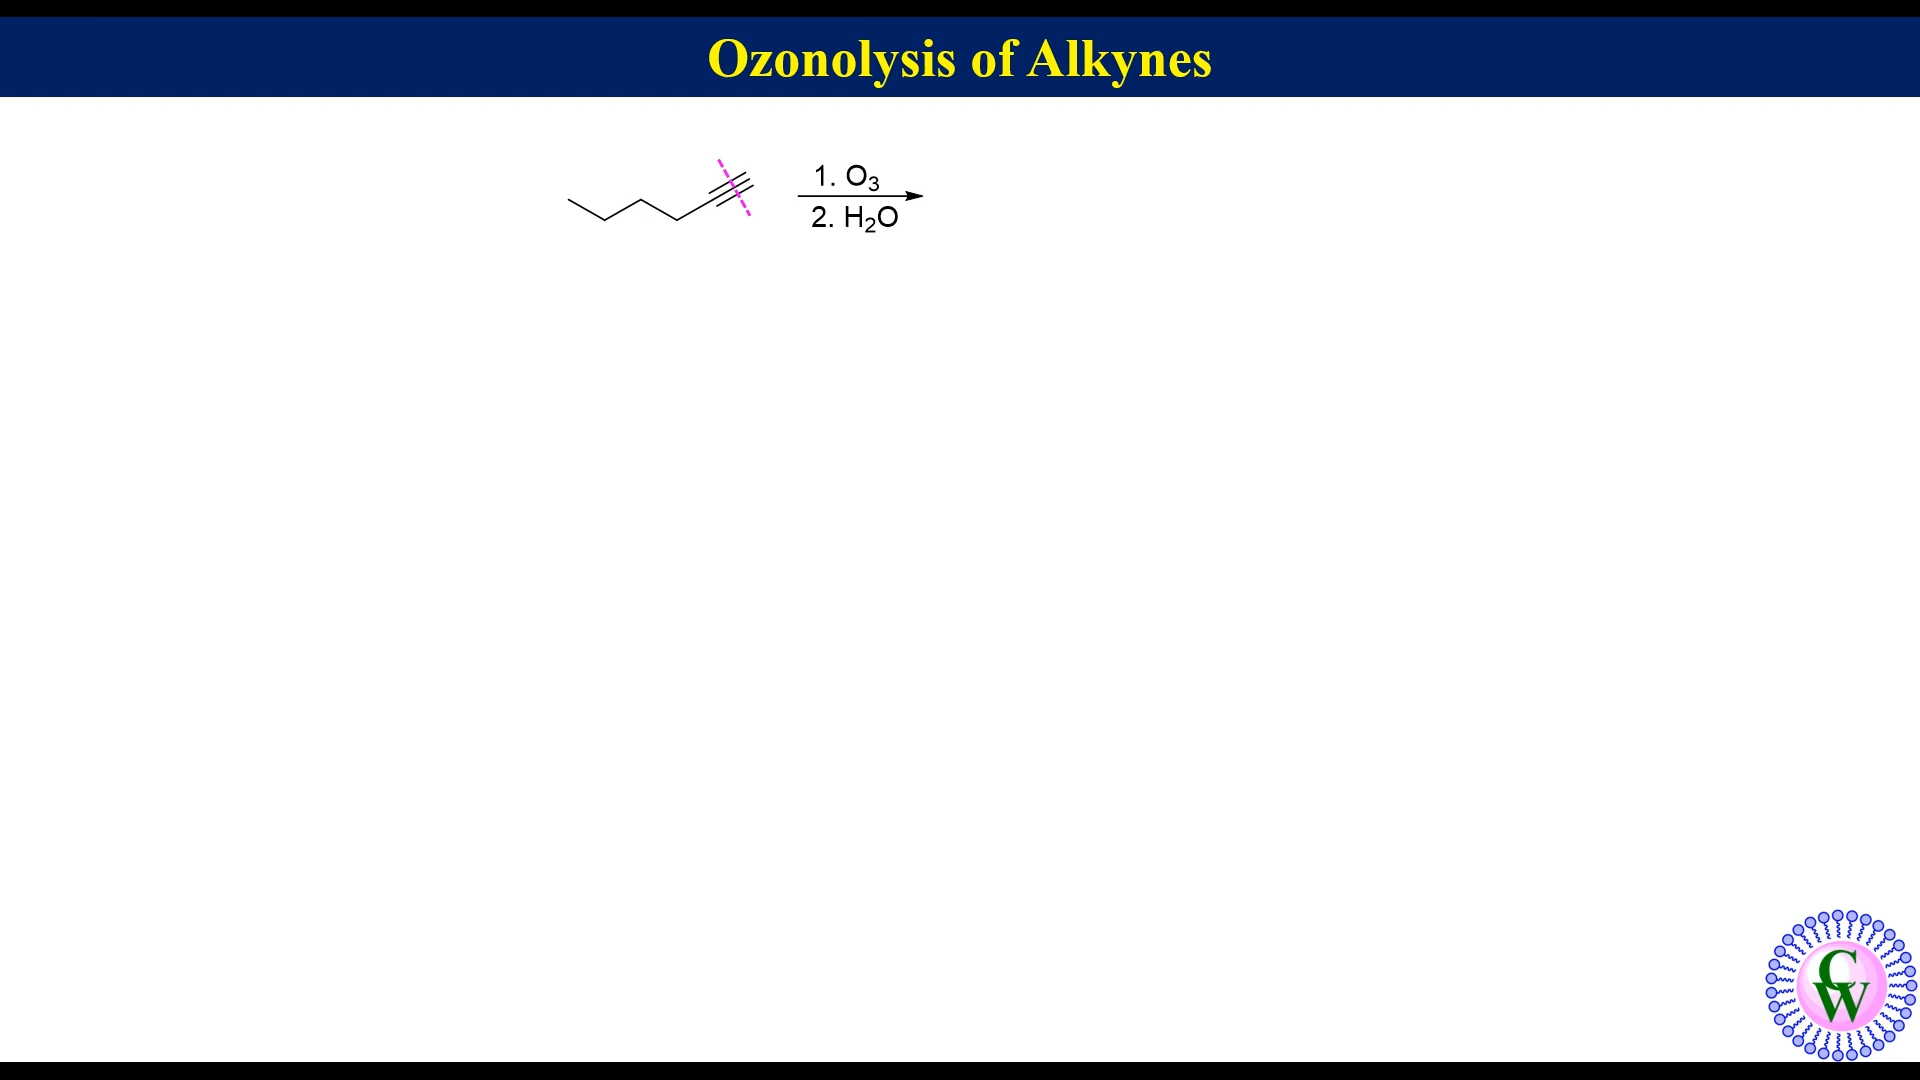 Ozonolysis of Alkynes
1. O₃
2. H₂O
CW